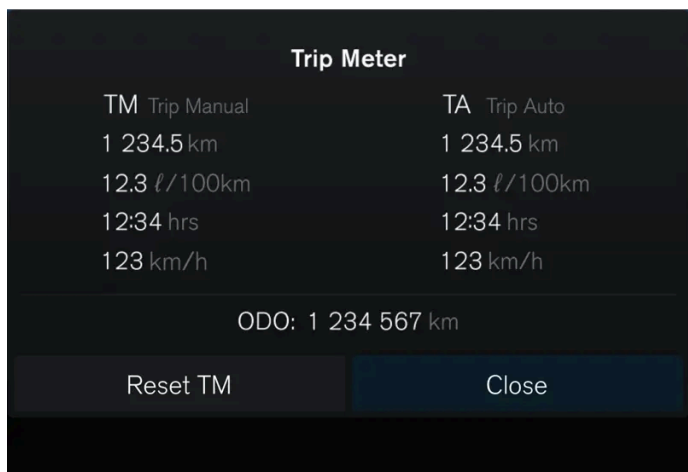 Trip Meter
TM Trip Manual
1 234.5 km
12.3 ℓ/100km
12:34 hrs
123 km/h
TA Trip Auto
1 234.5 km
12.3 ℓ/100km
12:34 hrs
123 km/h
ODO: 1 234 567 km
Reset TM
Close